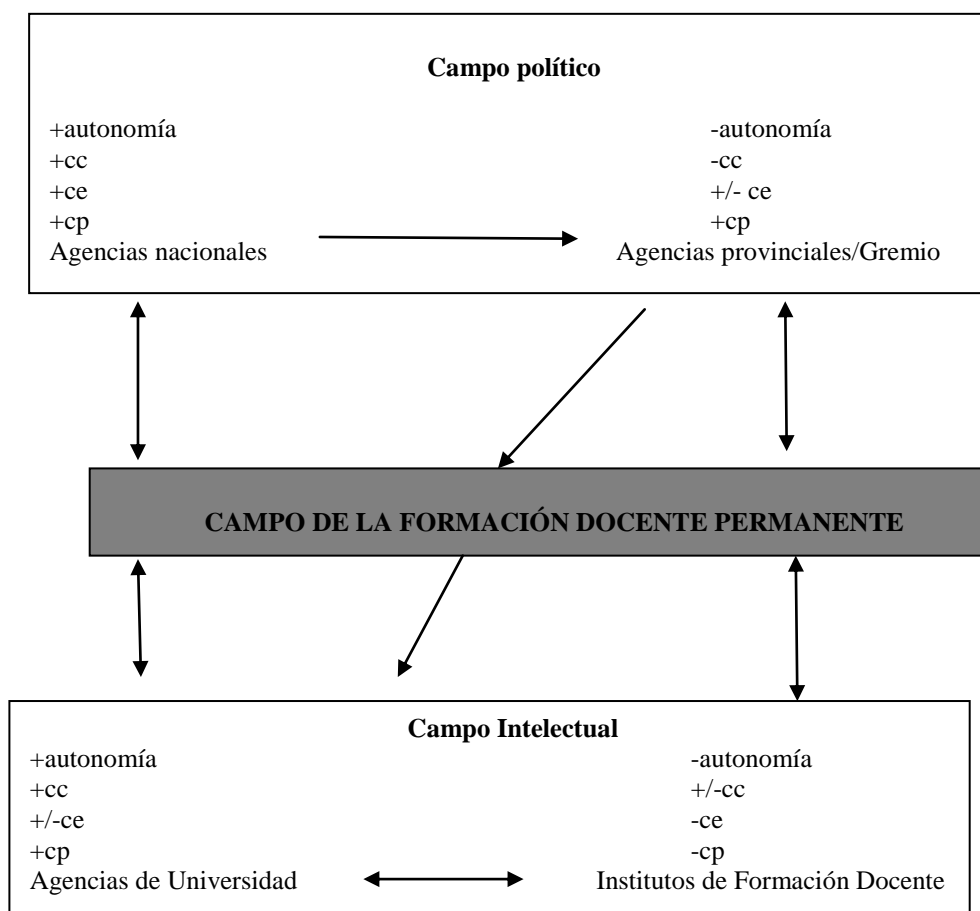 Campo político
+autonomía -autonomía
+cc -cc
+ce +/- ce
+cp +cp
Agencias nacionales Agencias provinciales/Gremio
CAMPO DE LA FORMACIÓN DOCENTE PERMANENTE
Campo Intelectual
+autonomía -autonomía
+cc +/-cc
+/-ce -ce
+cp -cp
Agencias de Universidad Institutos de Formación Docente